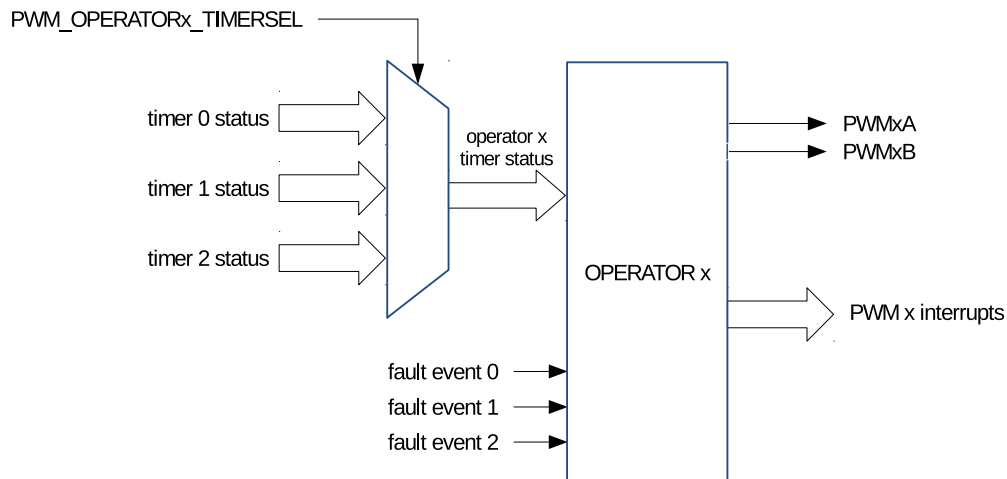 PWM_OPERATORx_TIMERSEL
timer 0 status
timer 1 status
timer 2 status
operator x
timer status
PWMxA
PWMxB
OPERATOR x
PWM x interrupts
fault event 0
fault event 1
fault event 2